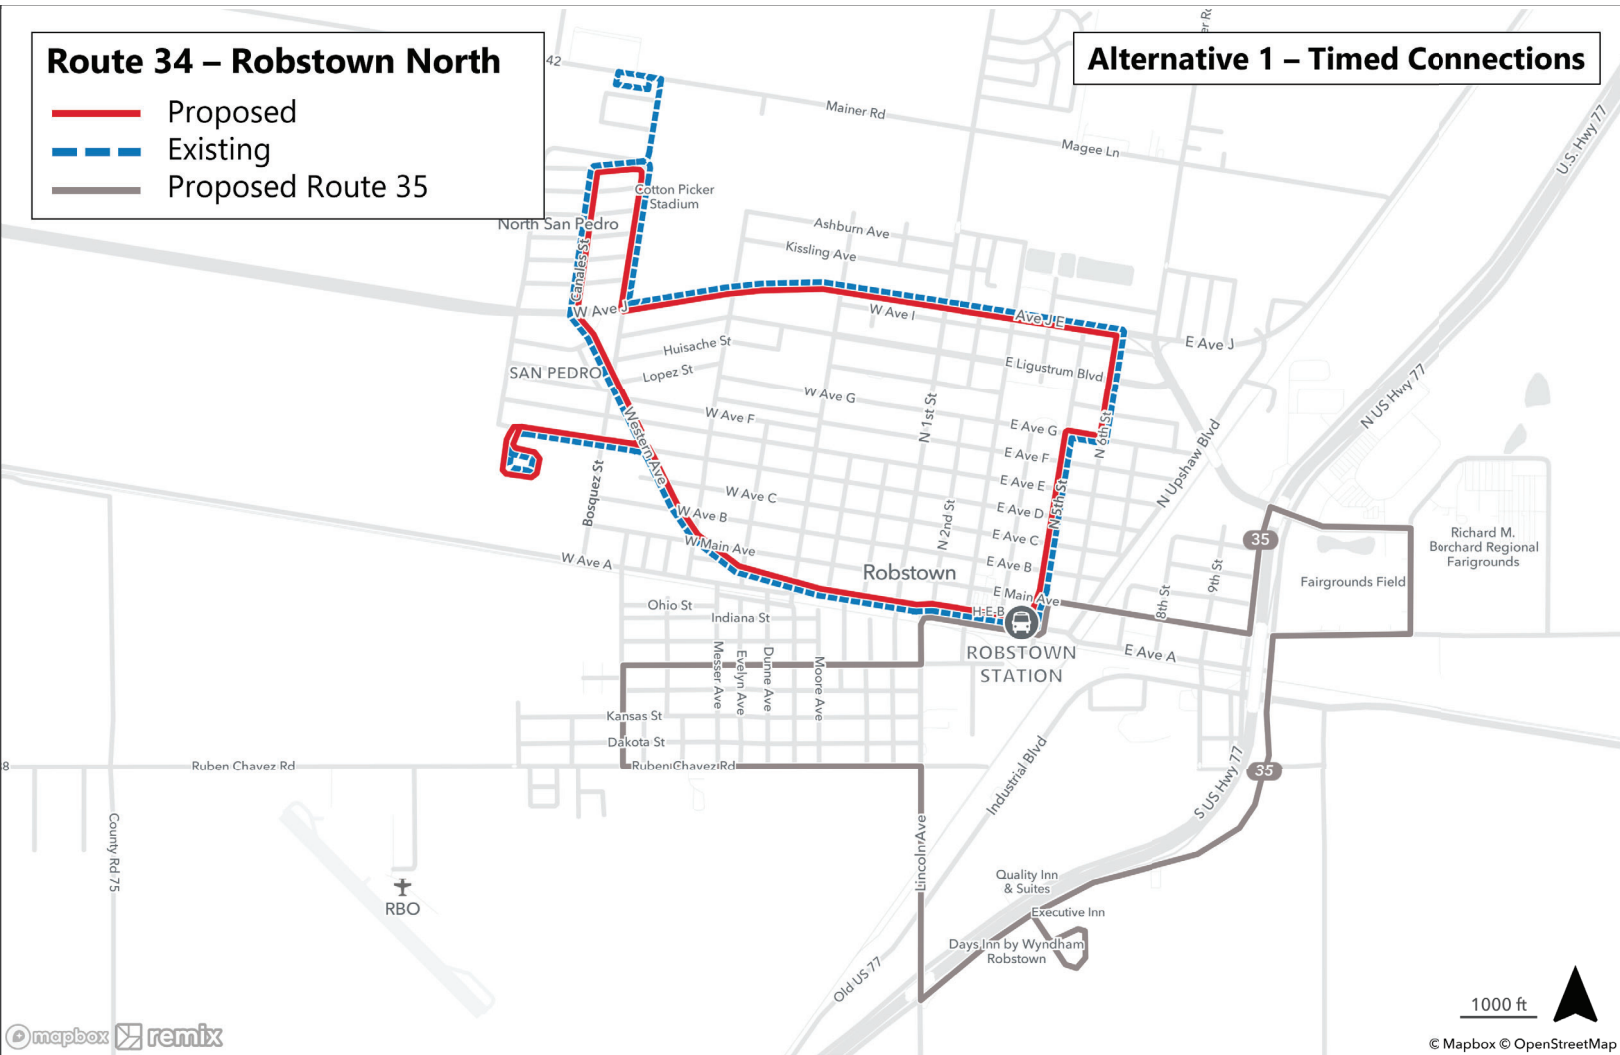 Route 34 – Robstown North
Proposed
Existing
Proposed Route 35
Alternative 1 – Timed Connections
42
Mainer Rd
Magee Ln
U.S. Hwy 77
Cotton Picker
Stadium
North San Pedro
Ashburn Ave
Kissling Ave
Canales St
W Ave J
W Ave I
Ave J E
E Ave J
Huisache St
E Ligustrum Blvd
SAN PEDRO
Lopez St
W Ave G
N US Hwy 77
W Ave F
N 1st St
E Ave G
N 6th St
Western Ave
E Ave F
N Upshaw Blvd
Bosquez St
E Ave E
W Ave C
N 5th St
W Ave B
E Ave D
N 2nd St
E Ave C
W Main Ave
35
Richard M.
Borchard Regional
Farigrounds
W Ave A
E Ave B
Robstown
9th St
Fairgrounds Field
8th St
E Main Ave
Ohio St
H-E-B
Indiana St
ROBSTOWN
STATION
E Ave A
Messer Ave
Evelyn Ave
Dunne Ave
Moore Ave
Kansas St
Dakota St
8
Ruben Chavez Rd
Ruben Chavez Rd
Industrial Blvd
35
S US Hwy 77
County Rd 75
Lincoln Ave
RBO
Quality Inn
& Suites
Executive Inn
Days Inn by Wyndham
Robstown
Old US 77
1000 ft
mapbox remix
© Mapbox © OpenStreetMap